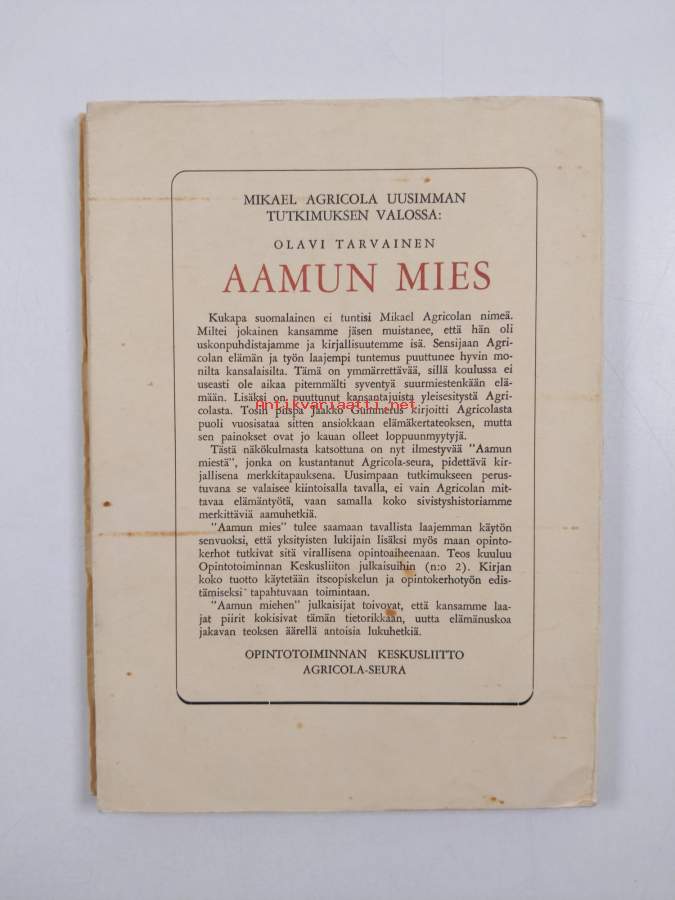 MIKAEL AGRICOLA UUSIMMAN
TUTKIMUKSEN VALOSSA:
OLAVI TARVAINEN
AAMUN MIES
Kukapa suomalainen ei tuntisi Mikael Agricolan nimeä.
Miltei jokainen kansamme jäsen muistanee, että hän oli
uskonpuhdistajamme ja kirjallisuutemme isä. Sensijaan Agri-
colan elämän ja työn laajempi tuntemus puuttunee hyvin mo-
nilta kansalaisilta. Tämä on ymmärrettävää, sillä koulussa ei
useasti ole aikaa pitemmälti syventyä suurmiestenkään elä-
mään. Lisäksi on puuttunut kansantajuista yleisesitystä Agri-
Antikvariaatti.net
colasta. Tosin piispa Jaakko Gummerus kirjoitti Agricolasta
puoli vuosisataa sitten ansiokkaan elämäkertateoksen, mutta
sen painokset ovat jo kauan olleet loppuunmyytyjä.
Tästä näkökulmasta katsottuna on nyt ilmestyvää "Aamun
miestä", jonka on kustantanut Agricola-seura, pidettävä kir-
jallisena merkkitapauksena. Uusimpaan tutkimukseen perus-
tuvana se valaisee kiintoisalla tavalla, ei vain Agricolan mit-
tavaa elämäntyötä, vaan samalla koko sivistyshistoriamme
merkittäviä aamuhetkiä.
"Aamun mies" tulee saamaan tavallista laajemman käytön
senvuoksi, että yksityisten lukijain lisäksi myös maan opinto-
kerhot tutkivat sitä virallisena opintoaiheenaan. Teos kuuluu
Opintotoiminnan Keskusliiton julkaisuihin (n:o 2). Kirjan
koko tuotto käytetään itseopiskelun ja opintokerhotyön edis-
tämiseksi tapahtuvaan toimintaan.
"Aamun miehen" julkaisijat toivovat, että kansamme laa-
jat piirit kokisivat tämän tietorikkaan, uutta elämänuskoa
jakavan teoksen äärellä antoisia lukuhetkiä.
OPINTOTOIMINNAN KESKUSLIITTO
AGRICOLA-SEURA